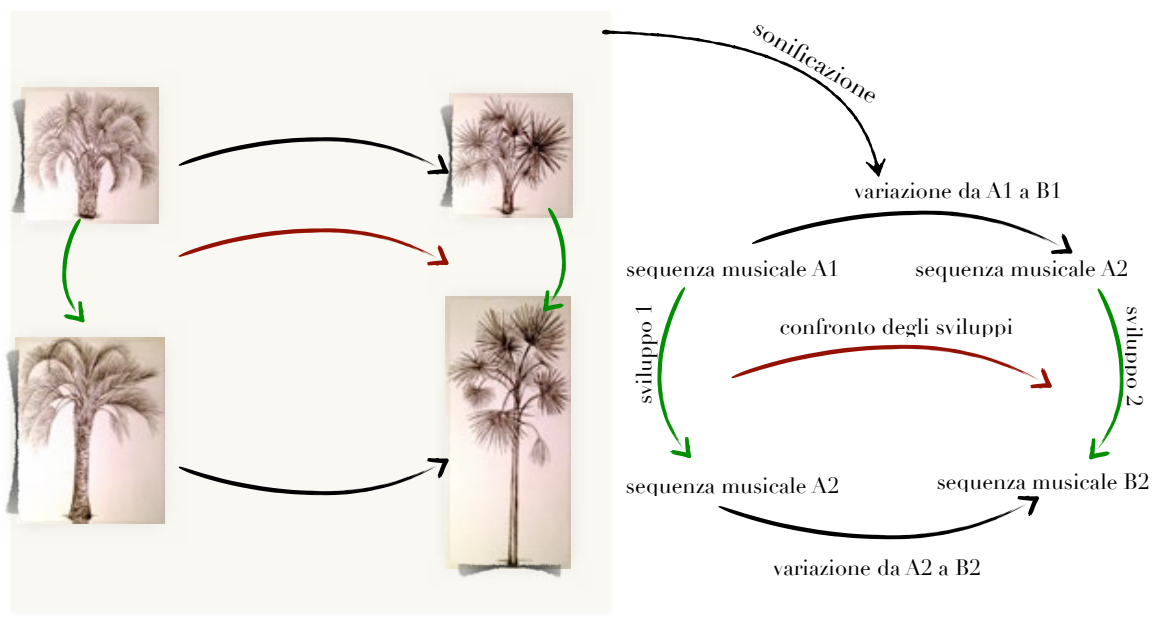 sonificazione
variazione da A1 a B1
sequenza musicale A1
sequenza musicale A2
sviluppo 1
confronto degli sviluppi
sviluppo 2
sequenza musicale A2
sequenza musicale B2
variazione da A2 a B2